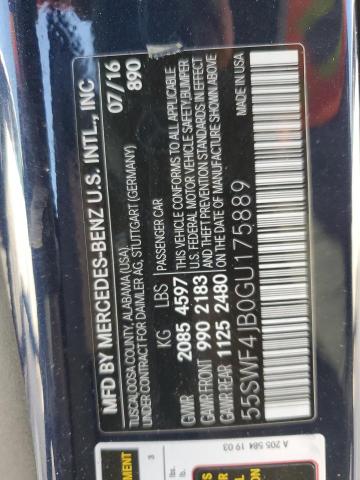 MFD BY MERCEDES-BENZ U.S. INTL., INC
TUSCALOOSA COUNTY, ALABAMA (USA)
UNDER CONTRACT FOR DAIMLER AG, STUTTGART (GERMANY)
07/16
890
KG LBS PASSENGER CAR
GVWR 2085 4597
GAWR FRONT 990 2183
GAWR REAR 1125 2480
THIS VEHICLE CONFORMS TO ALL APPLICABLE
U.S. FEDERAL MOTOR VEHICLE SAFETY, BUMPER
AND THEFT PREVENTION STANDARDS IN EFFECT
ON DATE OF MANUFACTURE SHOWN ABOVE
55SWF4JB0GU175889
MADE IN USA
A 205 584 19 03
3
lbs.